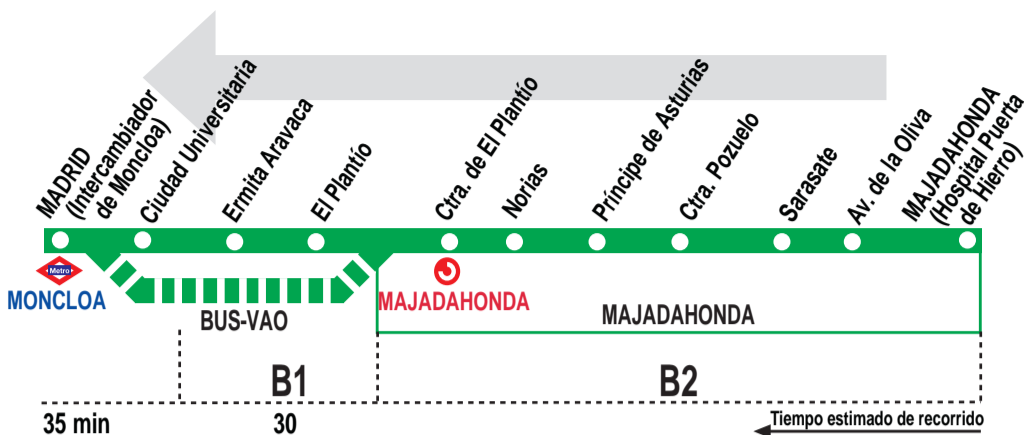 MADRID
(Intercambiador
de Moncloa)
Ciudad Universitaria
Ermita Aravaca
El Plantío
Ctra. de El Plantío
Norias
Príncipe de Asturias
Ctra. Pozuelo
Sarasate
Av. de la Oliva
MAJADAHONDA
(Hospital Puerta
de Hierro)
Metro
MONCLOA
BUS-VAO
MAJADAHONDA
MAJADAHONDA
B1
B2
35 min
30
Tiempo estimado de recorrido